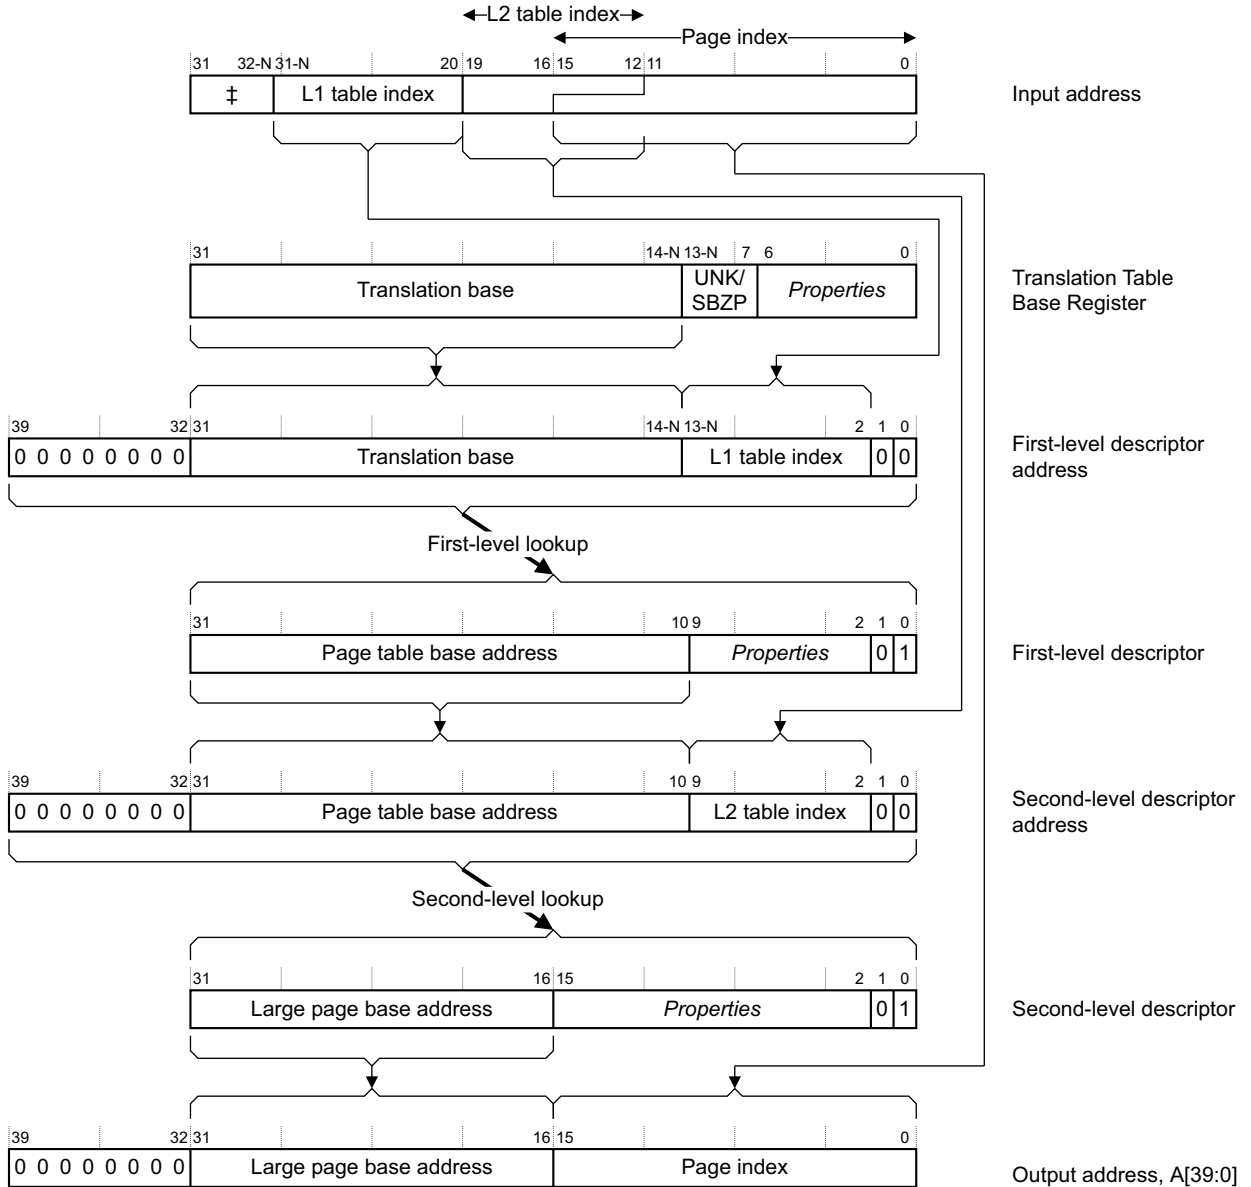 L2 table index
Page index
31 32-N 31-N 20 19 16 15 12 11 0
‡ L1 table index
Input address
31 14-N 13-N 7 6 0
Translation base UNK/ SBZP Properties
Translation Table
Base Register
39 32 31 14-N 13-N 2 1 0
0 0 0 0 0 0 0 0 Translation base L1 table index 0 0
First-level descriptor
address
First-level lookup
31 10 9 2 1 0
Page table base address Properties 0 1
First-level descriptor
39 32 31 10 9 2 1 0
0 0 0 0 0 0 0 0 Page table base address L2 table index 0 0
Second-level descriptor
address
Second-level lookup
31 16 15 2 1 0
Large page base address Properties 0 1
Second-level descriptor
39 32 31 16 15 0
0 0 0 0 0 0 0 0 Large page base address Page index
Output address, A[39:0]